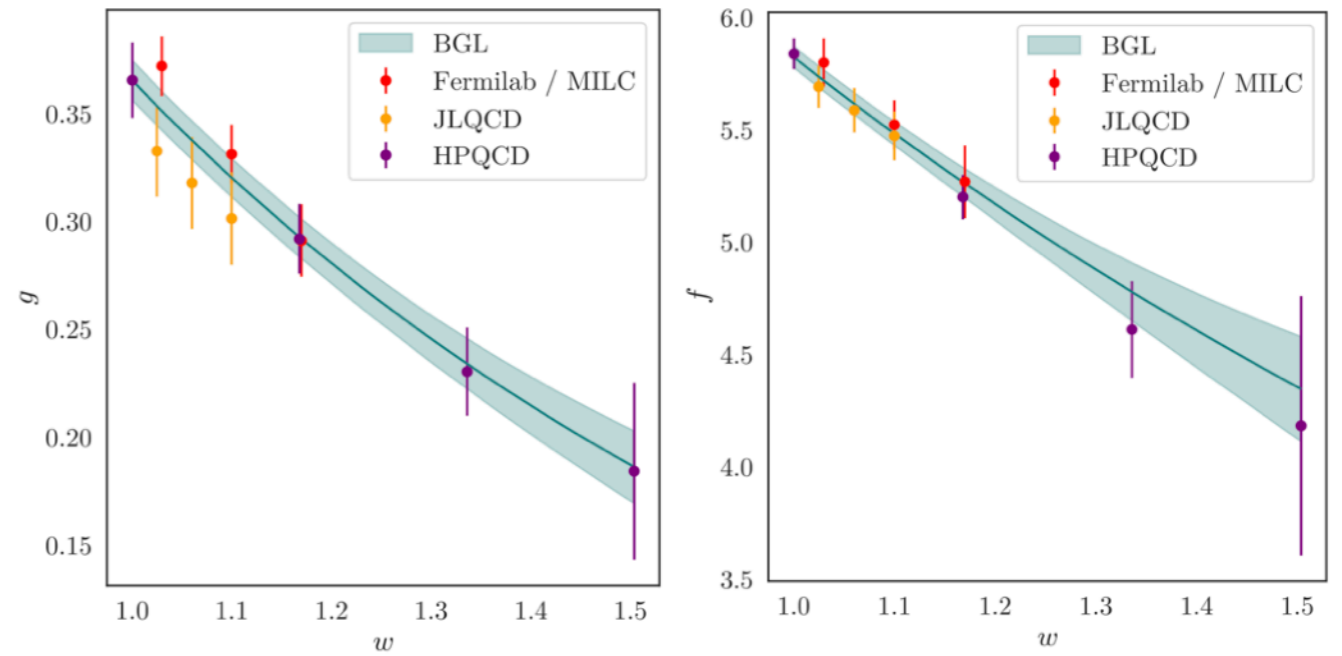 BGL
Fermilab / MILC
JLQCD
HPQCD
0.35
0.30
0.25
0.20
0.15
g
1.0 1.1 1.2 1.3 1.4 1.5
w
BGL
Fermilab / MILC
JLQCD
HPQCD
6.0
5.5
5.0
4.5
4.0
3.5
f
1.0 1.1 1.2 1.3 1.4 1.5
w